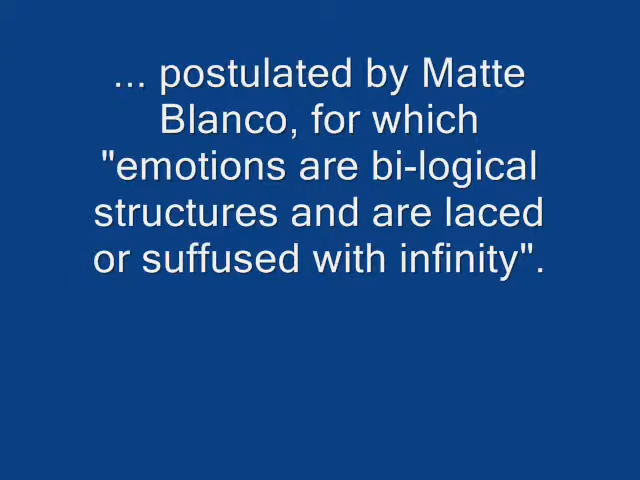 ... postulated by Matte
Blanco, for which
"emotions are bi-logical
structures and are laced
or suffused with infinity".